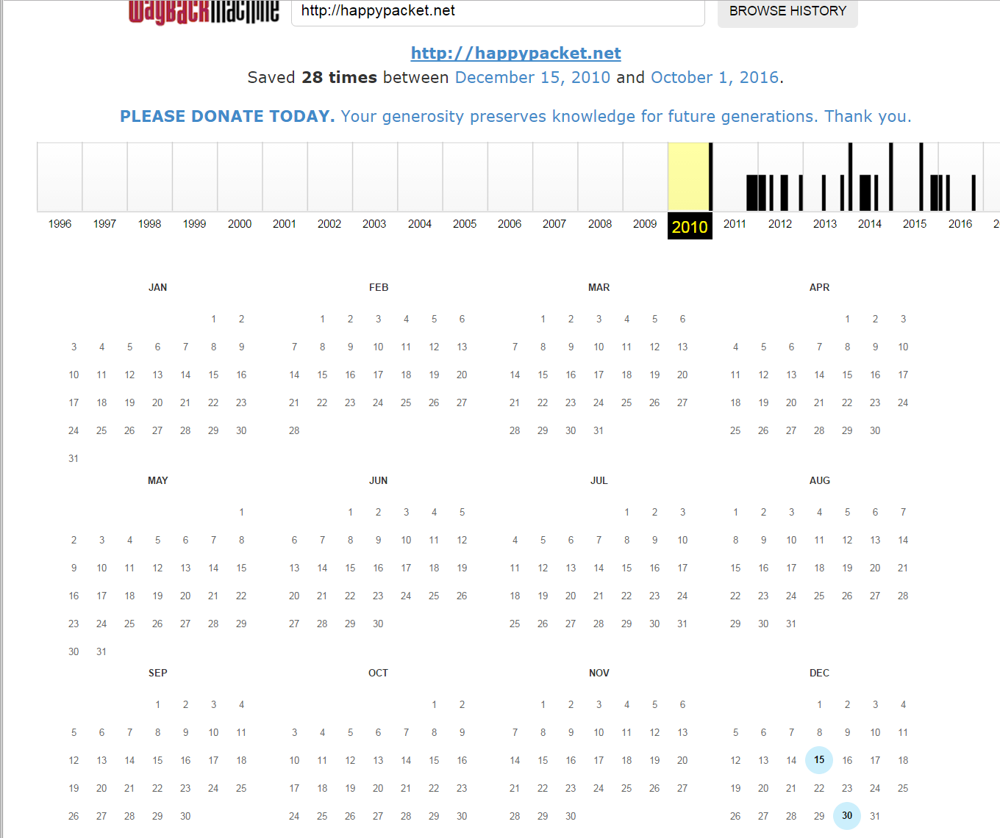 WayBackMachine http://happypacket.net BROWSE HISTORY
http://happypacket.net
Saved 28 times between December 15, 2010 and October 1, 2016.
PLEASE DONATE TODAY. Your generosity preserves knowledge for future generations. Thank you.
1996 1997 1998 1999 2000 2001 2002 2003 2004 2005 2006 2007 2008 2009 2010 2011 2012 2013 2014 2015 2016 2
JAN FEB MAR APR
1 2 1 2 3 4 5 6 1 2 3 4 5 6 1 2 3
3 4 5 6 7 8 9 7 8 9 10 11 12 13 7 8 9 10 11 12 13 4 5 6 7 8 9 10
10 11 12 13 14 15 16 14 15 16 17 18 19 20 14 15 16 17 18 19 20 11 12 13 14 15 16 17
17 18 19 20 21 22 23 21 22 23 24 25 26 27 21 22 23 24 25 26 27 18 19 20 21 22 23 24
24 25 26 27 28 29 30 28 28 29 30 31 25 26 27 28 29 30
31
MAY JUN JUL AUG
1 1 2 3 4 5 1 2 3 1 2 3 4 5 6 7
2 3 4 5 6 7 8 6 7 8 9 10 11 12 4 5 6 7 8 9 10 8 9 10 11 12 13 14
9 10 11 12 13 14 15 13 14 15 16 17 18 19 11 12 13 14 15 16 17 15 16 17 18 19 20 21
16 17 18 19 20 21 22 20 21 22 23 24 25 26 18 19 20 21 22 23 24 22 23 24 25 26 27 28
23 24 25 26 27 28 29 27 28 29 30 25 26 27 28 29 30 31 29 30 31
30 31
SEP OCT NOV DEC
1 2 3 4 1 2 1 2 3 4 5 6 1 2 3 4
5 6 7 8 9 10 11 3 4 5 6 7 8 9 7 8 9 10 11 12 13 5 6 7 8 9 10 11
12 13 14 15 16 17 18 10 11 12 13 14 15 16 14 15 16 17 18 19 20 12 13 14 15 16 17 18
19 20 21 22 23 24 25 17 18 19 20 21 22 23 21 22 23 24 25 26 27 19 20 21 22 23 24 25
26 27 28 29 30 24 25 26 27 28 29 30 28 29 30 26 27 28 29 30 31